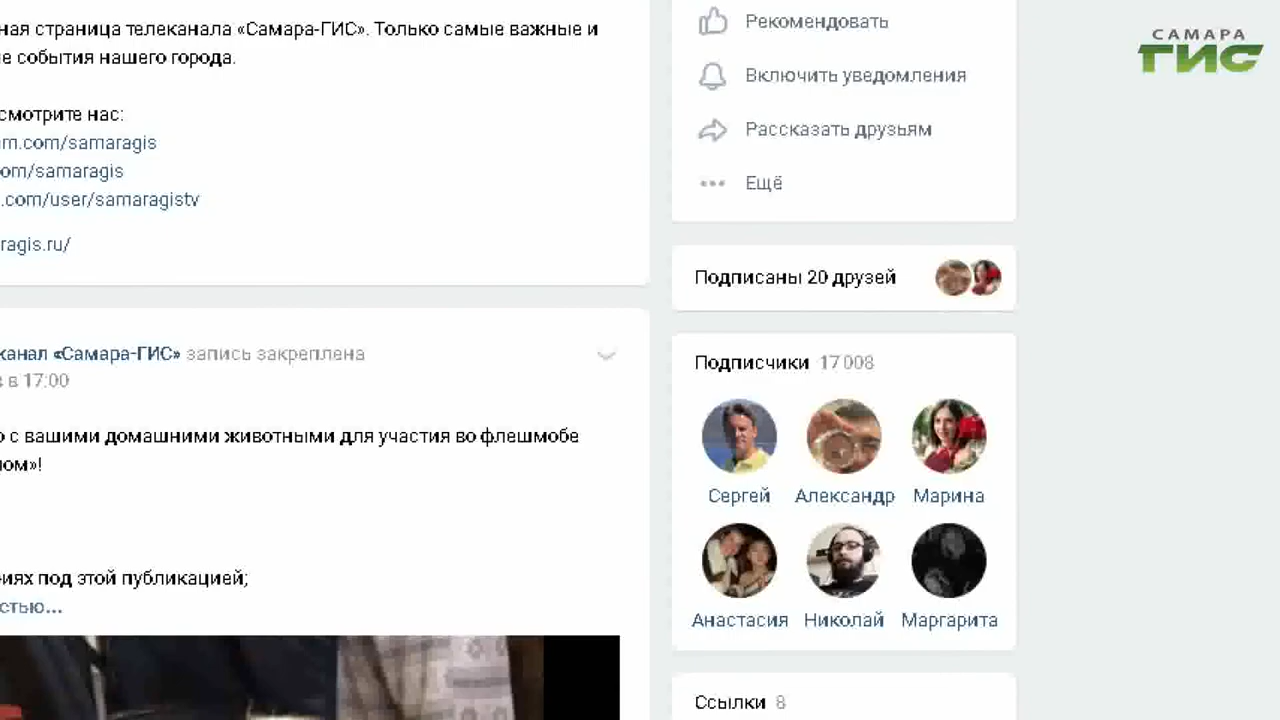 ная страница телеканала «Самара-ГИС». Только самые важные и
е события нашего города.
смотрите нас:
m.com/samaragis
om/samaragis
.com/user/samaragistv
ragis.ru/
канал «Самара-ГИС» запись закреплена
в 17:00
о с вашими домашними животными для участия во флешмобе
ом»!
иях под этой публикацией;
стью...
Рекомендовать
Включить уведомления
Рассказать друзьям
Ещё
Подписаны 20 друзей
Подписчики 17 008
Сергей Александр Марина
Анастасия Николай Маргарита
Ссылки 8
САМАРА
ГИС